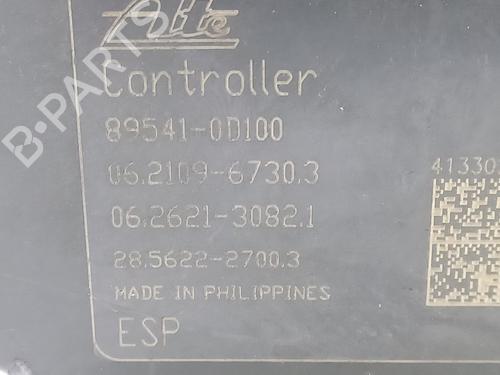 Ate
Controller
89541-0D100
06.2109-6730.3
06.2621-3082.1
28.5622-2700.3
MADE IN PHILIPPINES
ESP
B-PARTS